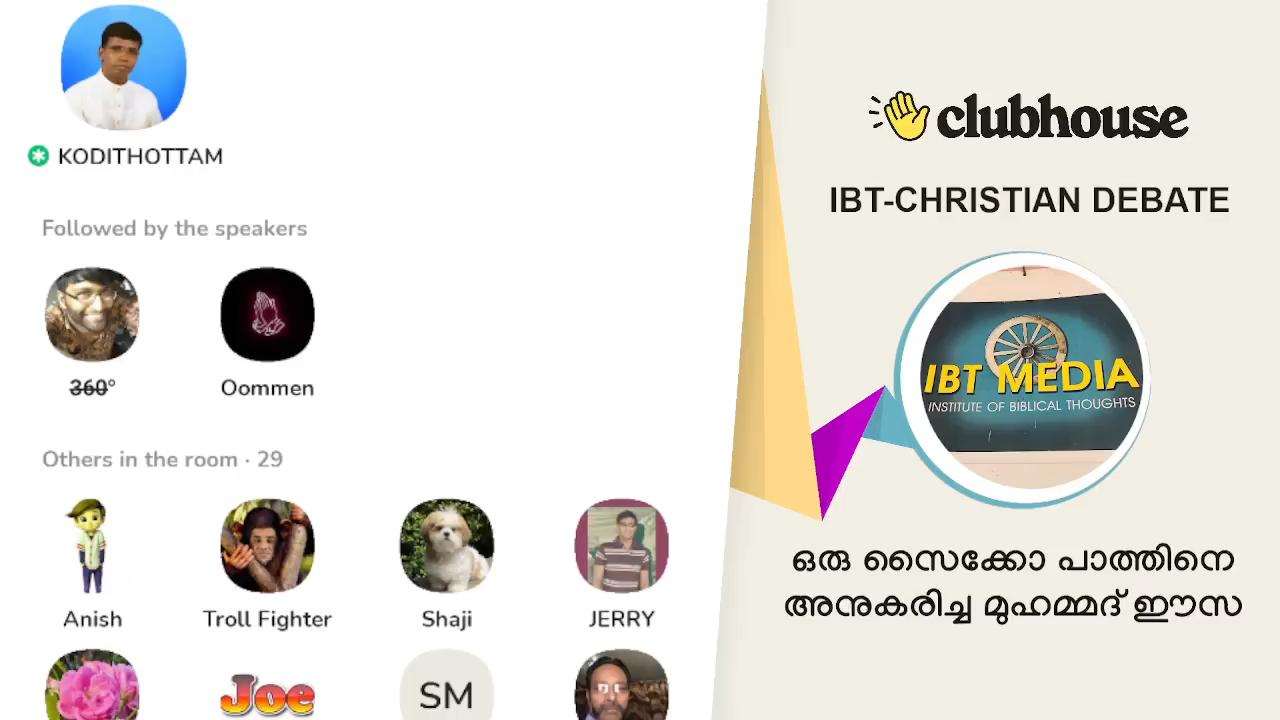 KODITHOTTAM
Followed by the speakers
360°
Oommen
Others in the room · 29
Anish
Troll Fighter
Shaji
JERRY
Joe
SM
clubhouse
IBT-CHRISTIAN DEBATE
IBT MEDIA
INSTITUTE OF BIBLICAL THOUGHTS
ഒരു സൈക്കോ പാത്തിനെ
അനുകരിച്ച മുഹമ്മദ് ഈസ